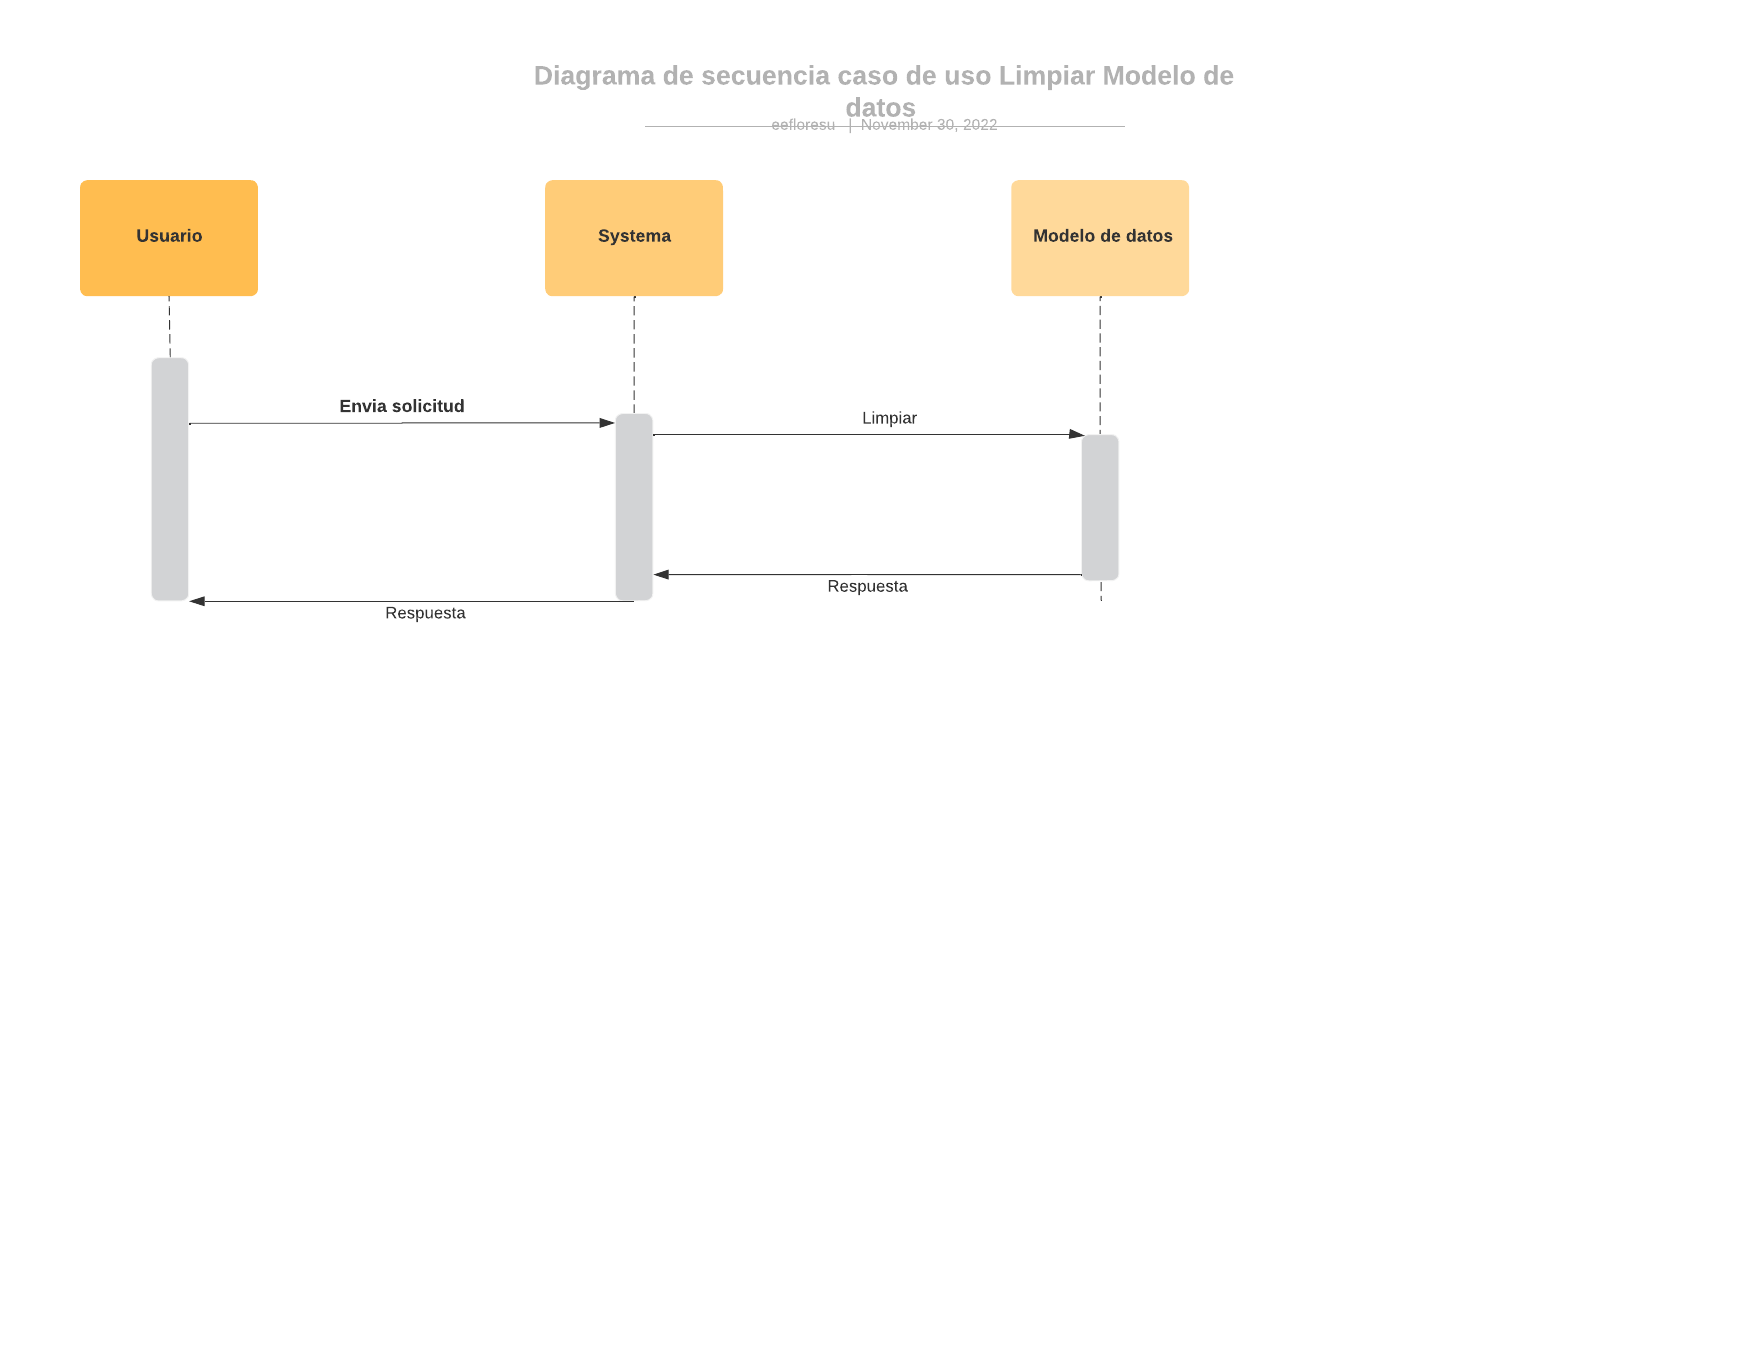 Diagrama de secuencia caso de uso Limpiar Modelo de
datos
eefloresu | November 30, 2022
Usuario
Systema
Modelo de datos
Envia solicitud
Limpiar
Respuesta
Respuesta